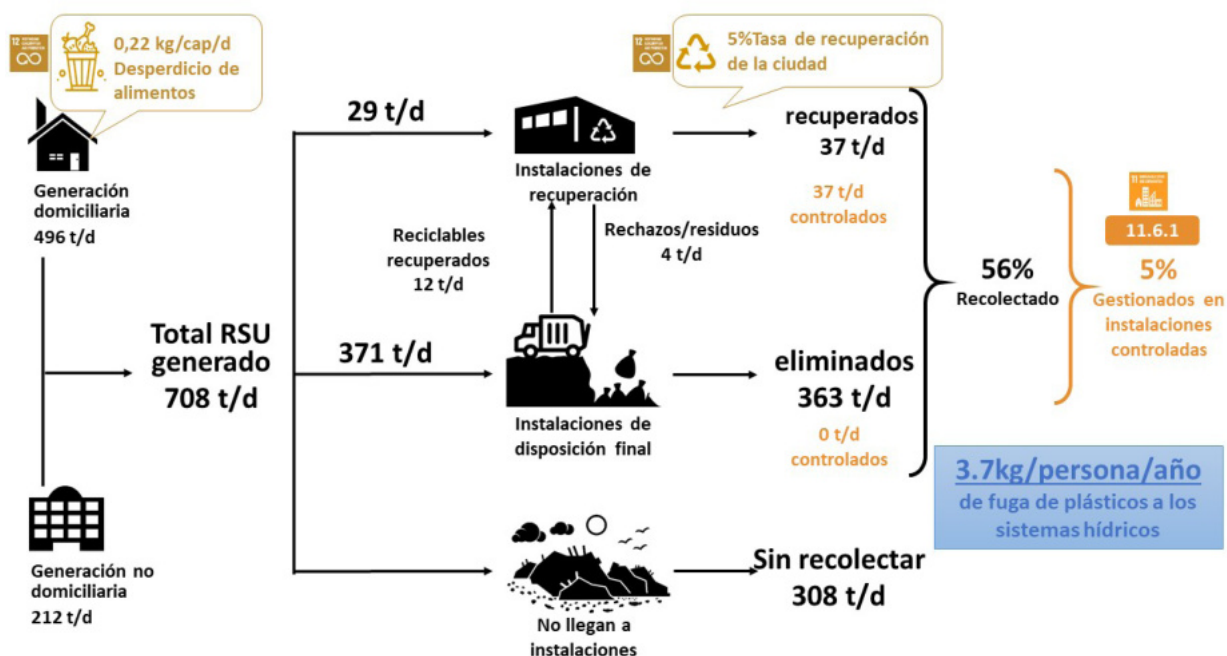 0,22 kg/cap/d
Desperdicio de
alimentos
Generación
domiciliaria
496 t/d
Total RSU
generado
708 t/d
Generación no
domiciliaria
212 t/d
29 t/d
Instalaciones de
recuperación
Reciclables
recuperados
12 t/d
Rechazos/residuos
4 t/d
371 t/d
Instalaciones de
disposición final
No llegan a
instalaciones
5%Tasa de recuperación
de la ciudad
recuperados
37 t/d
37 t/d
controlados
eliminados
363 t/d
0 t/d
controlados
Sin recolectar
308 t/d
56%
Recolectado
11.6.1
5%
Gestionados en
instalaciones
controladas
3.7kg/persona/año
de fuga de plásticos a los
sistemas hídricos